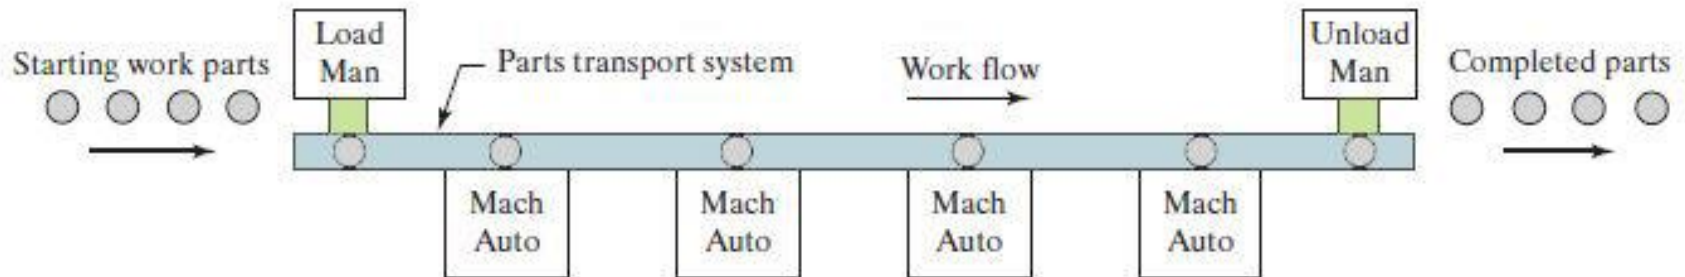 Load
Man
Starting work parts
Parts transport system
Work flow
Unload
Man
Completed parts
Mach
Auto
Mach
Auto
Mach
Auto
Mach
Auto